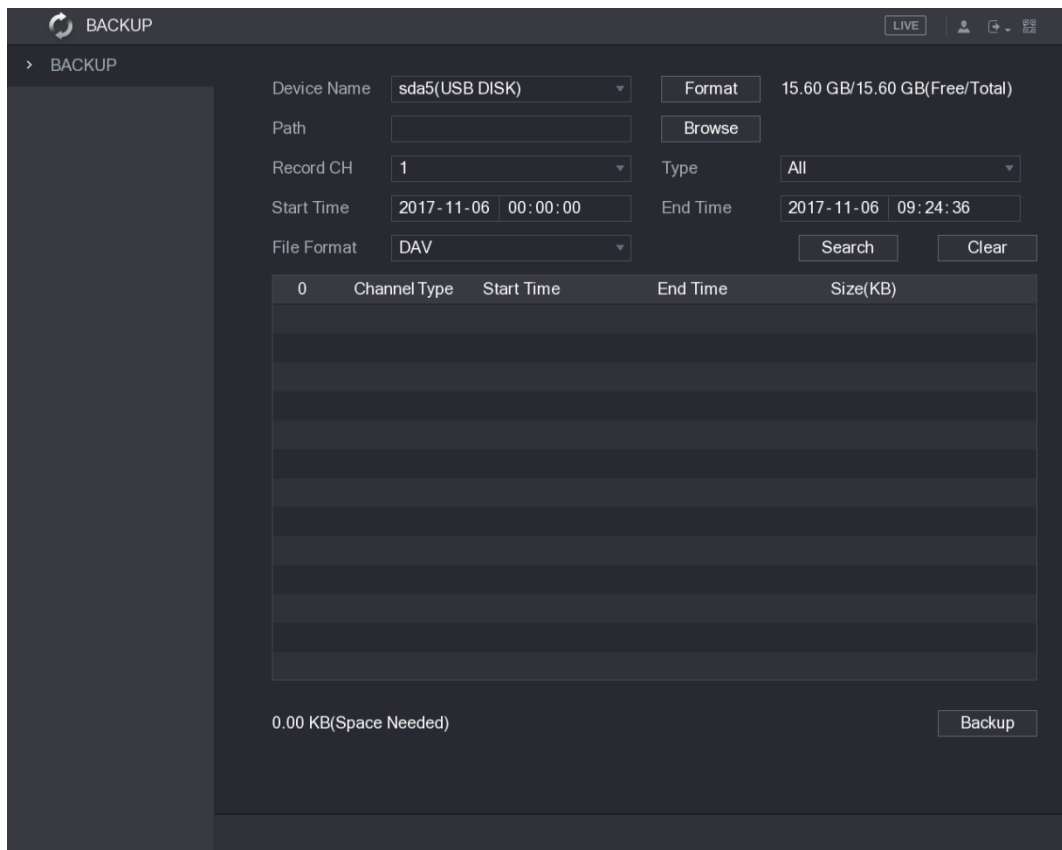 BACKUP LIVE
> BACKUP
Device Name sda5(USB DISK) Format 15.60 GB/15.60 GB(Free/Total)
Path Browse
Record CH 1 Type All
Start Time 2017-11-06 00:00:00 End Time 2017-11-06 09:24:36
File Format DAV Search Clear
0 Channel Type Start Time End Time Size(KB)
0.00 KB(Space Needed) Backup